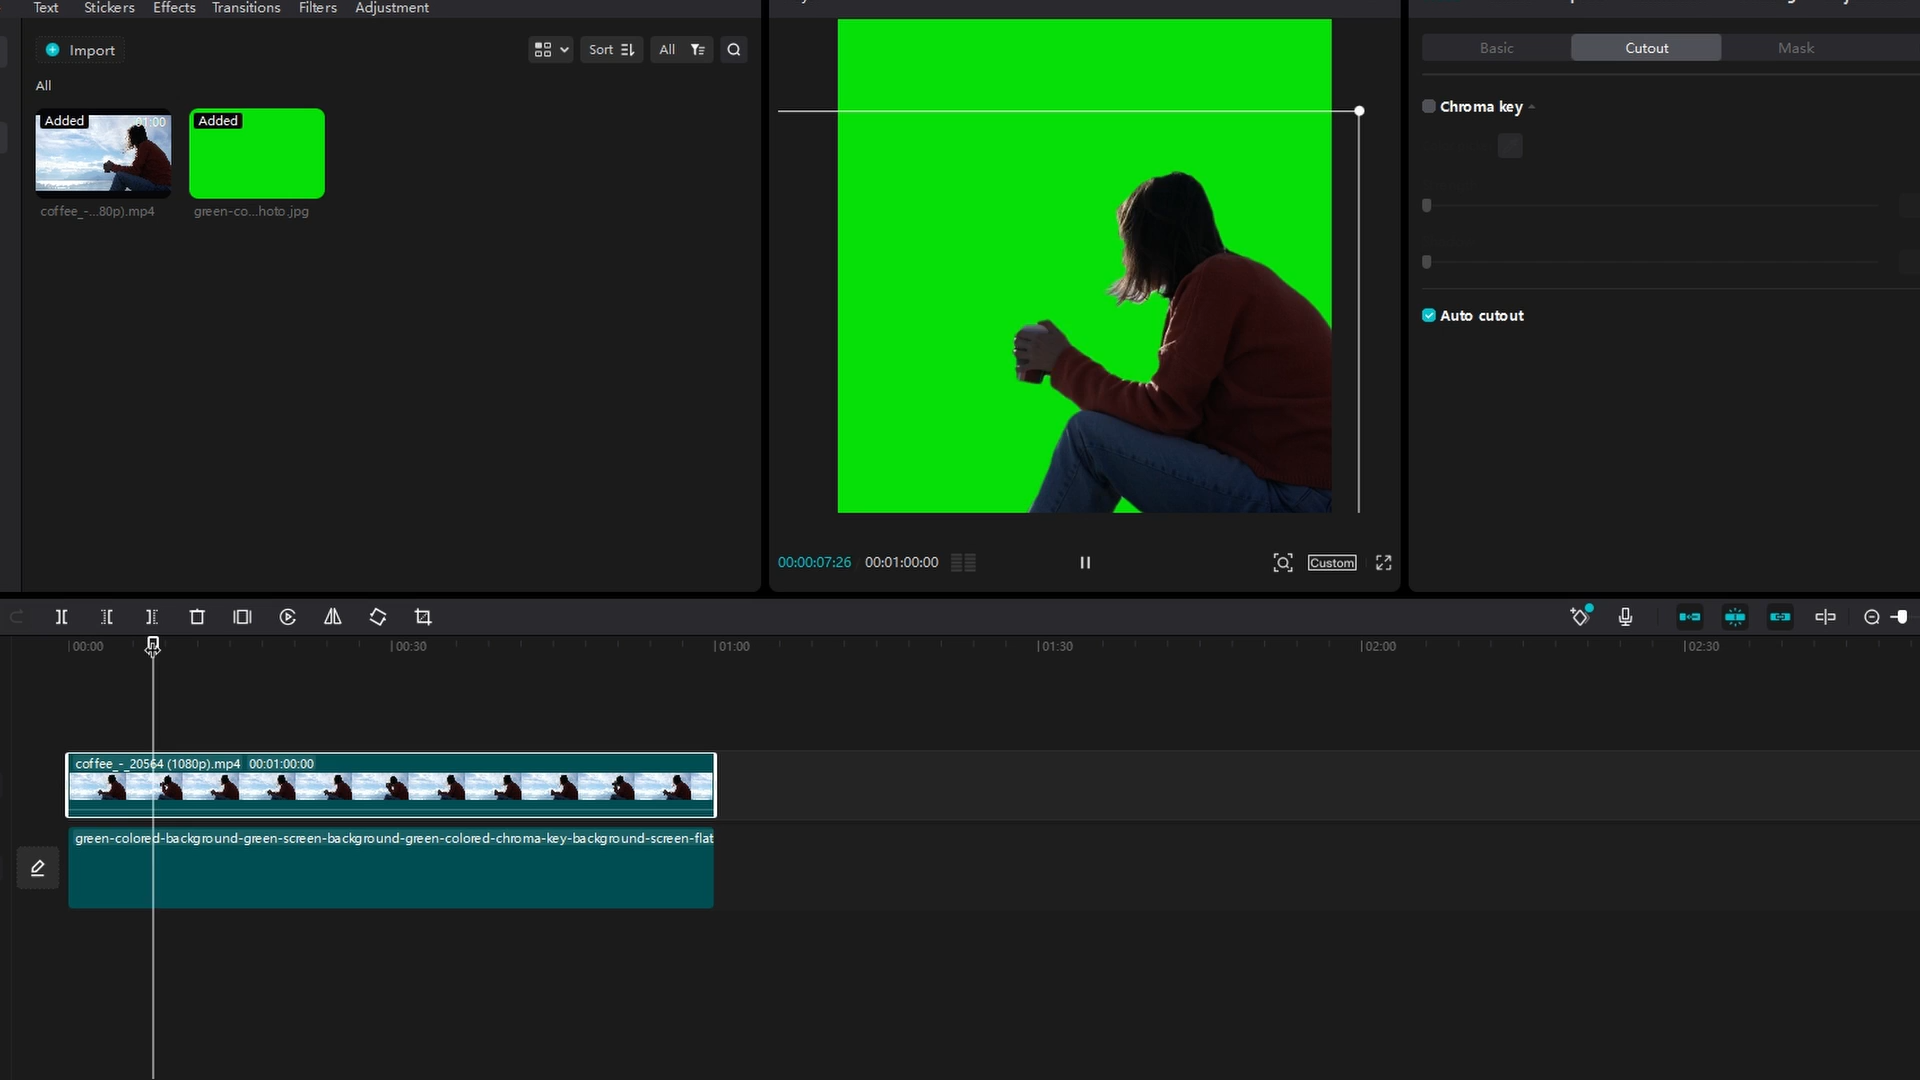 Text Stickers Effects Transitions Filters Adjustment
Import
Sort
All
All
Added
01:00
Added
coffee_-...80p).mp4
green-co...hoto.jpg
00:00:07:26 00:01:00:00
Custom
Basic
Cutout
Mask
Chroma key
Auto cutout
00:00
00:30
01:00
01:30
02:00
02:30
coffee_-_20564 (1080p).mp4 00:01:00:00
green-colored-background-green-screen-background-green-colored-chroma-key-background-screen-flat